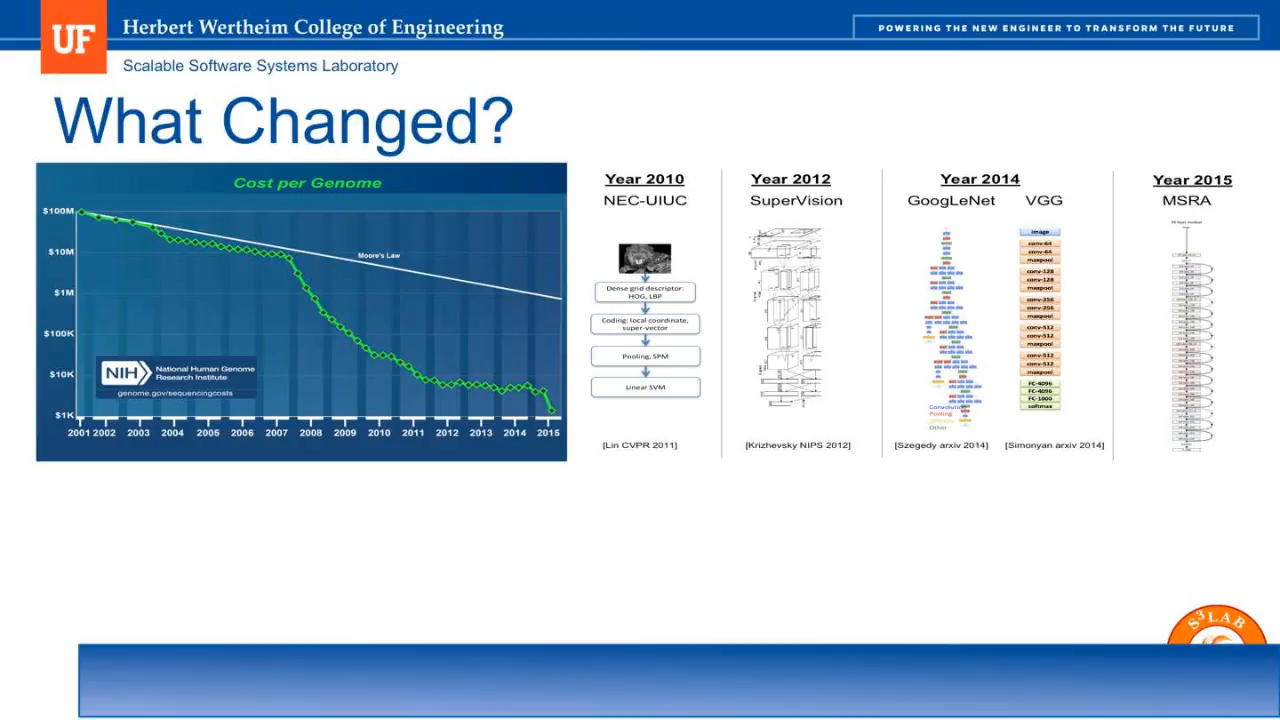 UF
Herbert Wertheim College of Engineering
POWERING THE NEW ENGINEER TO TRANSFORM THE FUTURE
Scalable Software Systems Laboratory
What Changed?
Cost per Genome
$100M
$10M
$1M
$100K
$10K
$1K
Moore's Law
NIH
National Human Genome
Research Institute
genome.gov/sequencingcosts
2001 2002 2003 2004 2005 2006 2007 2008 2009 2010 2011 2012 2013 2014 2015
Year 2010
NEC-UIUC
Dense grid descriptor:
HOG, LBP
Coding: local coordinate,
super-vector
Pooling, SPM
Linear SVM
[Lin CVPR 2011]
Year 2012
SuperVision
[Krizhevsky NIPS 2012]
Year 2014
GoogLeNet VGG
Convolution
Pooling
Other
[Szegedy arxiv 2014]
image
conv-64
conv-64
maxpool
conv-128
conv-128
maxpool
conv-256
conv-256
maxpool
conv-512
conv-512
maxpool
conv-512
conv-512
maxpool
FC-4096
FC-4096
FC-1000
softmax
[Simonyan arxiv 2014]
Year 2015
MSRA
S3LAB